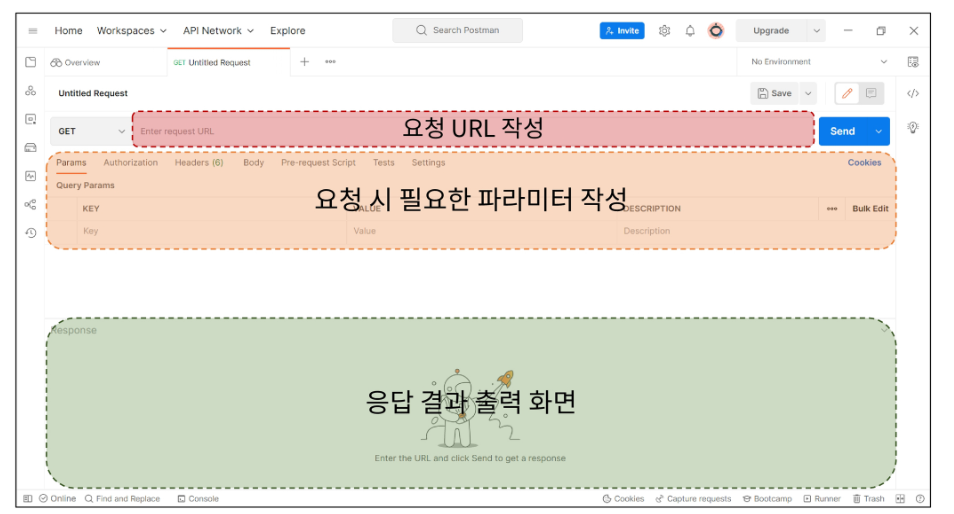 Home Workspaces API Network Explore Search Postman Invite Upgrade
Overview GET Untitled Request No Environment
Untitled Request Save
GET Enter request URL 요청 URL 작성 Send
Params Authorization Headers (6) Body Pre-request Script Tests Settings Cookies
Query Params
요청 시 필요한 파라미터 작성
KEY VALUE DESCRIPTION Bulk Edit
Key Value Description
Response
응답 결과 출력 화면
Enter the URL and click Send to get a response
Online Find and Replace Console Cookies Capture requests Bootcamp Runner Trash